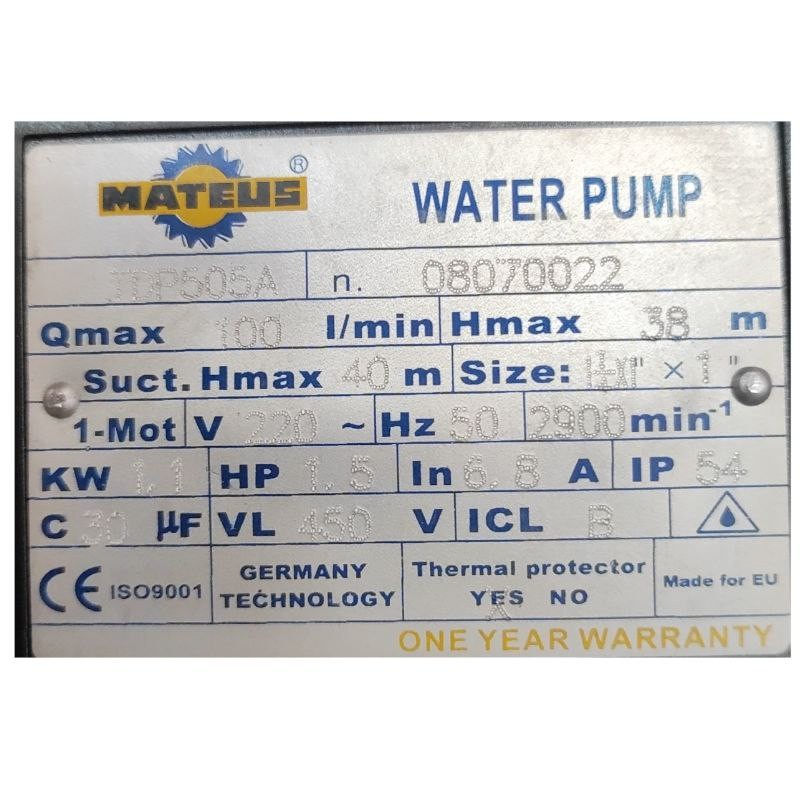 MATEUS ®
WATER PUMP
JDP505A n. 08070022
Qmax 100 l/min Hmax 38 m
Suct. Hmax 40 m Size: 1½X1" × 1"
1-Mot V 220 ~ Hz 50 2900 min-1
KW 1.1 HP 1.5 In 6.8 A IP 54
C 30 µF VL 450 V ICL B
CE ISO9001 GERMANY TECHNOLOGY Thermal protector YES NO Made for EU
X
ONE YEAR WARRANTY